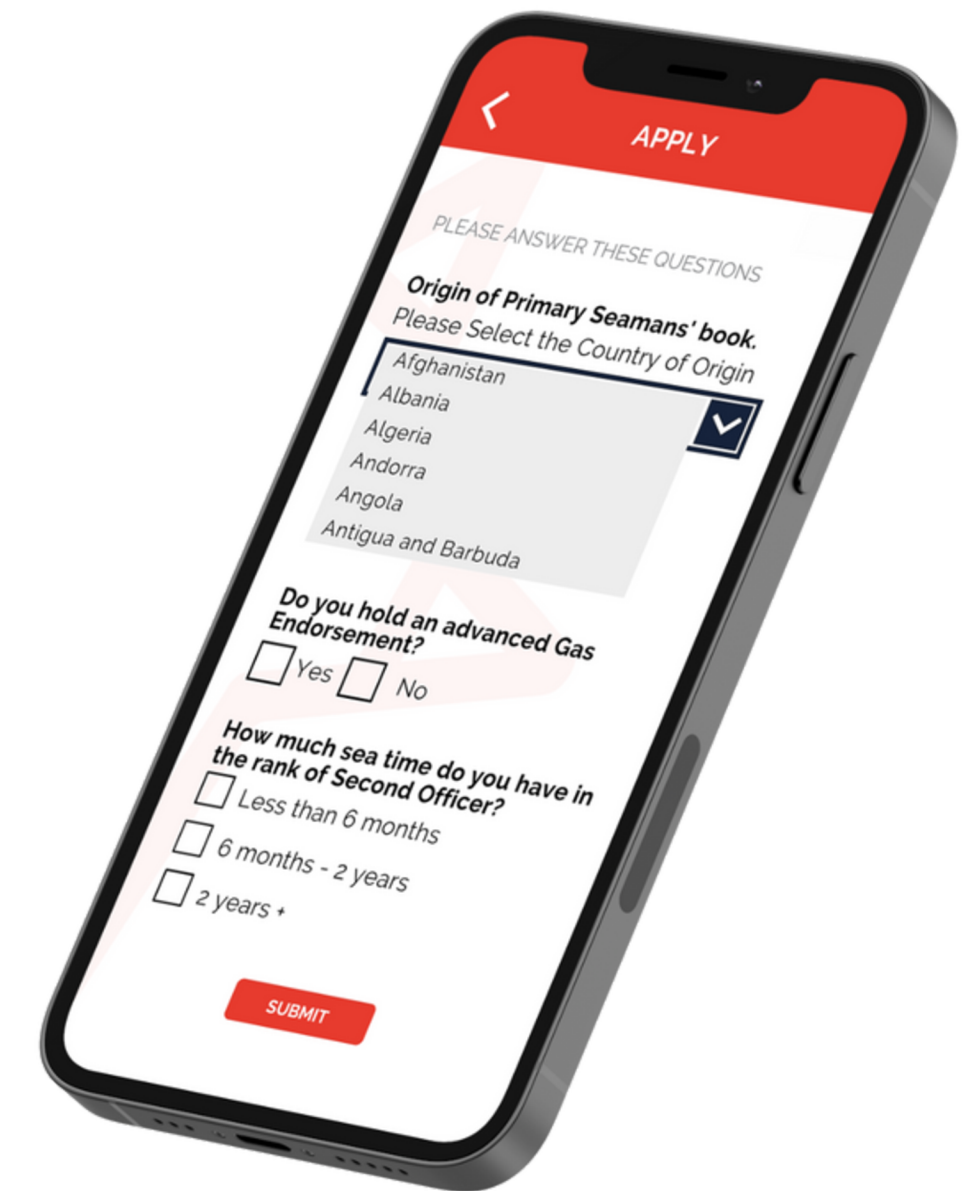 APPLY
PLEASE ANSWER THESE QUESTIONS
Origin of Primary Seamans' book.
Please Select the Country of Origin
Afghanistan
Albania
Algeria
Andorra
Angola
Antigua and Barbuda
Do you hold an advanced Gas
Endorsement?
Yes No
How much sea time do you have in
the rank of Second Officer?
Less than 6 months
6 months - 2 years
2 years +
SUBMIT